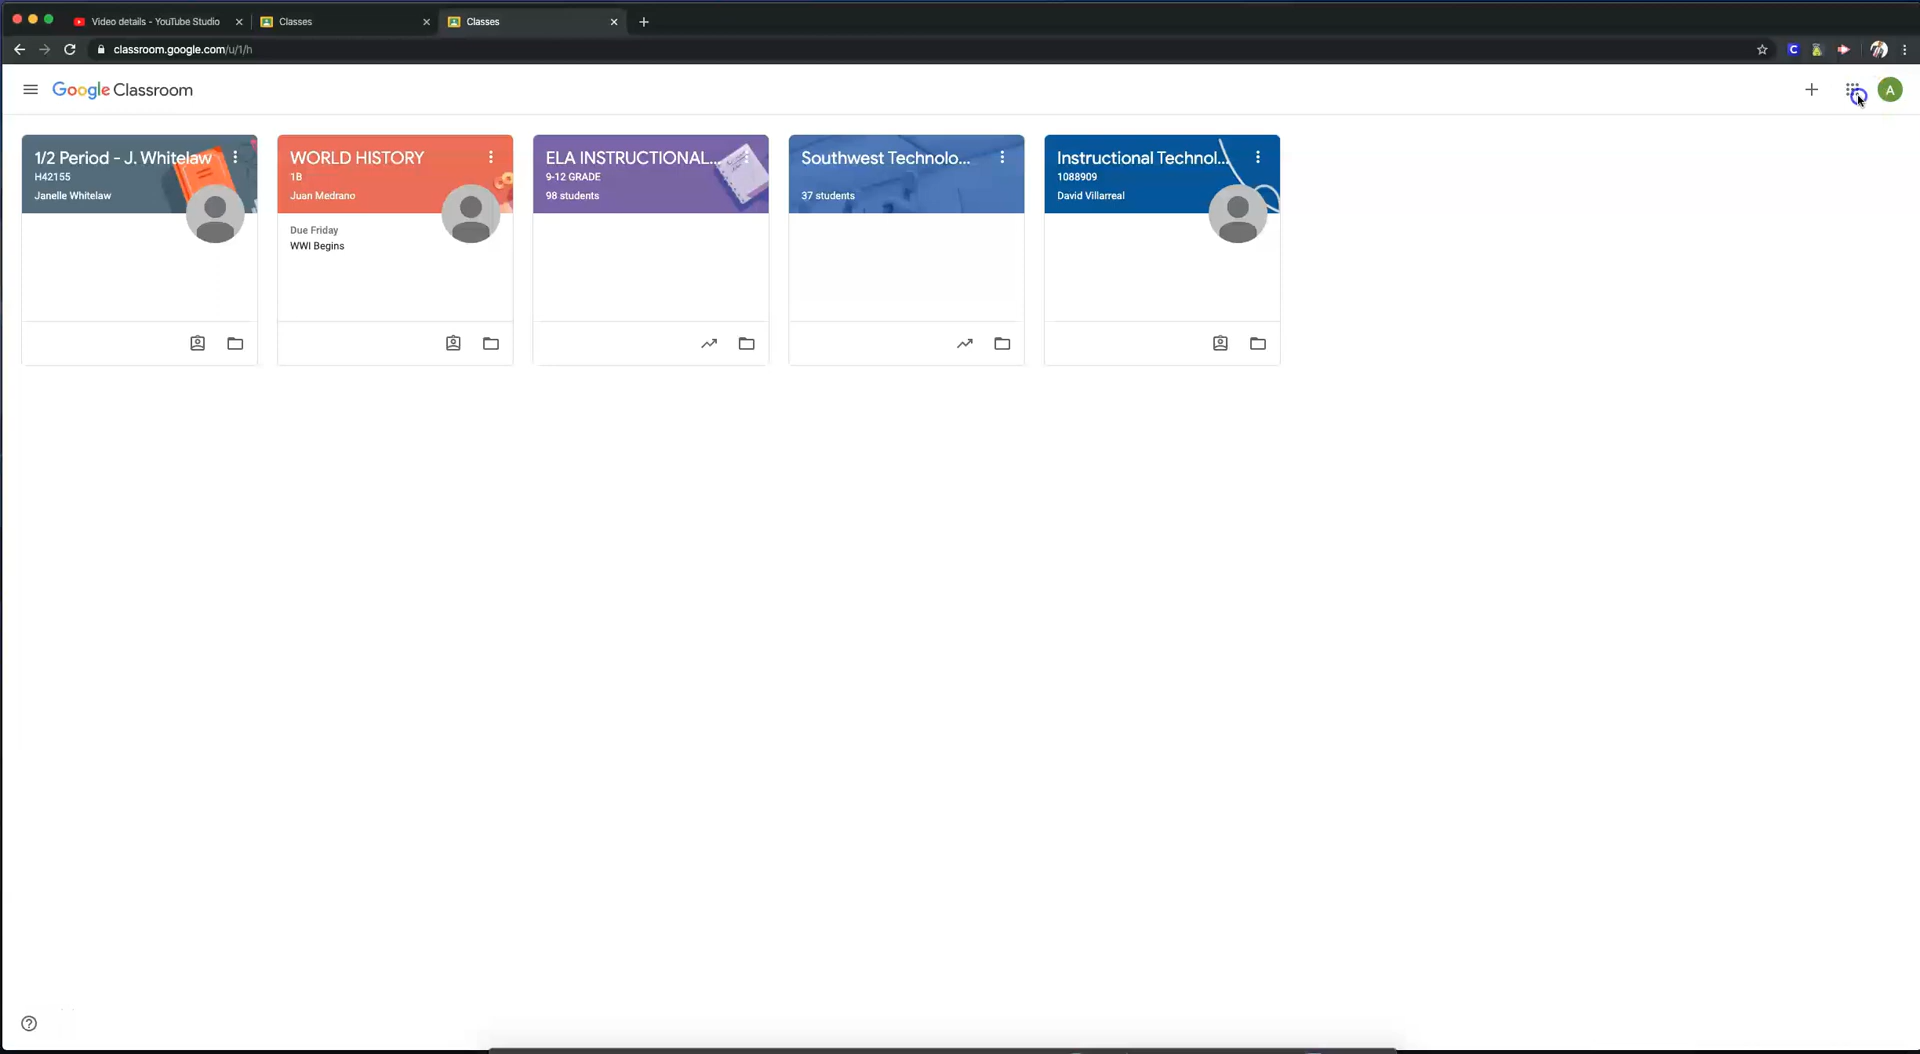 Video details - YouTube Studio
Classes
Classes
classroom.google.com/u/1/h
Google Classroom
A
1/2 Period - J. Whitelaw
H42155
Janelle Whitelaw
WORLD HISTORY
1B
Juan Medrano
Due Friday
WWI Begins
ELA INSTRUCTIONAL...
9-12 GRADE
98 students
Southwest Technolo...
37 students
Instructional Technol...
1088909
David Villarreal